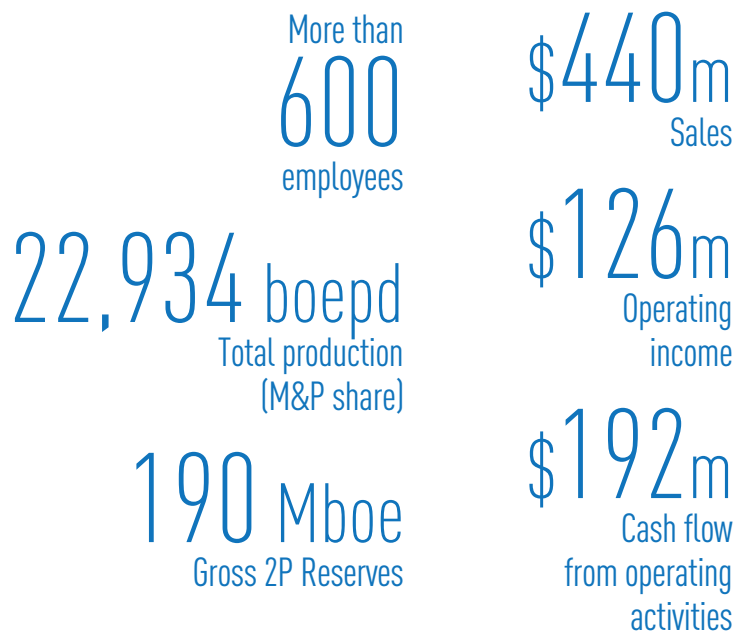 More than
600
employees
22,934 boepd
Total production
(M&P share)
190 Mboe
Gross 2P Reserves
$440m
Sales
$126m
Operating
income
$192m
Cash flow
from operating
activities